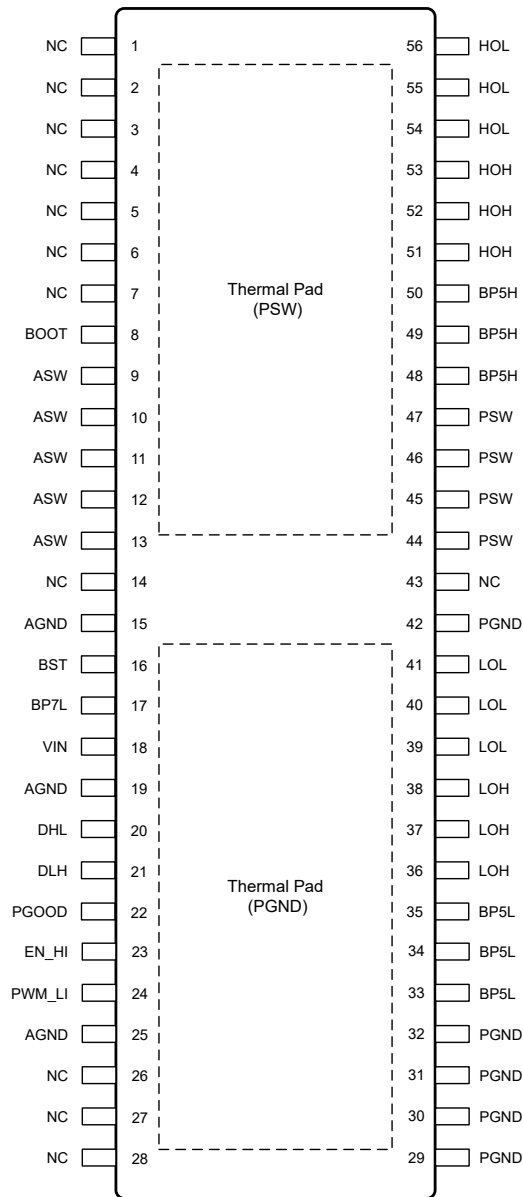 NC 1 56 HOL
NC 2 55 HOL
NC 3 54 HOL
NC 4 53 HOH
NC 5 52 HOH
NC 6 51 HOH
NC 7 Thermal Pad 50 BP5H
(PSW)
BOOT 8 49 BP5H
ASW 9 48 BP5H
ASW 10 47 PSW
ASW 11 46 PSW
ASW 12 45 PSW
ASW 13 44 PSW
NC 14 43 NC
AGND 15 42 PGND
BST 16 41 LOL
BP7L 17 40 LOL
VIN 18 39 LOL
AGND 19 38 LOH
DHL 20 37 LOH
DLH 21 36 LOH
Thermal Pad
PGOOD 22 (PGND) 35 BP5L
EN_HI 23 34 BP5L
PWM_LI 24 33 BP5L
AGND 25 32 PGND
NC 26 31 PGND
NC 27 30 PGND
NC 28 29 PGND